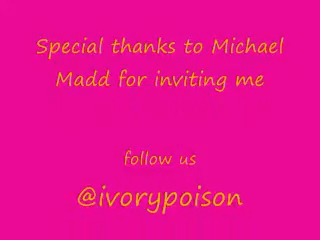 Special thanks to Michael
Madd for inviting me
follow us
@ivorypoison